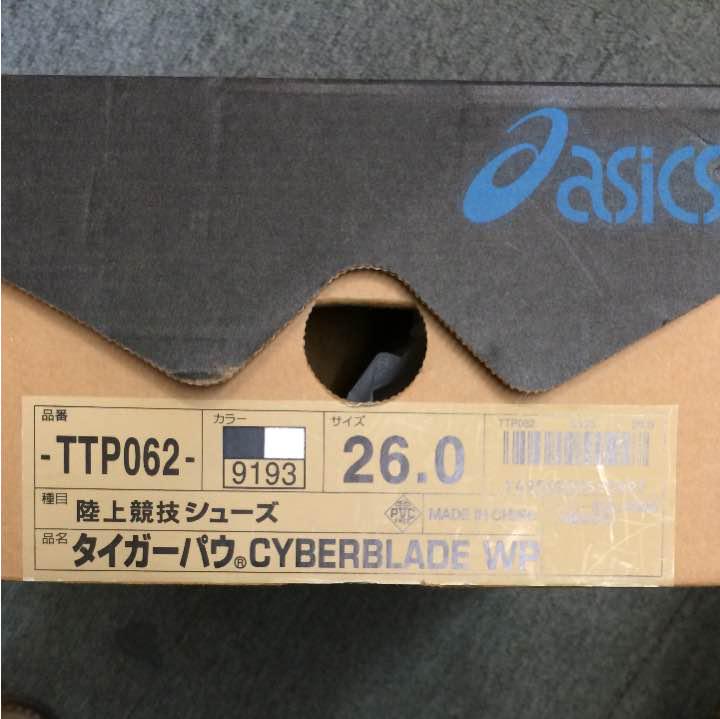 asics
品番
-TTP062-
カラー
9193
サイズ
26.0
TTP062
種目
陸上競技シューズ
PVC
MADE IN CHINA
品名
タイガーパウ®CYBERBLADE WP